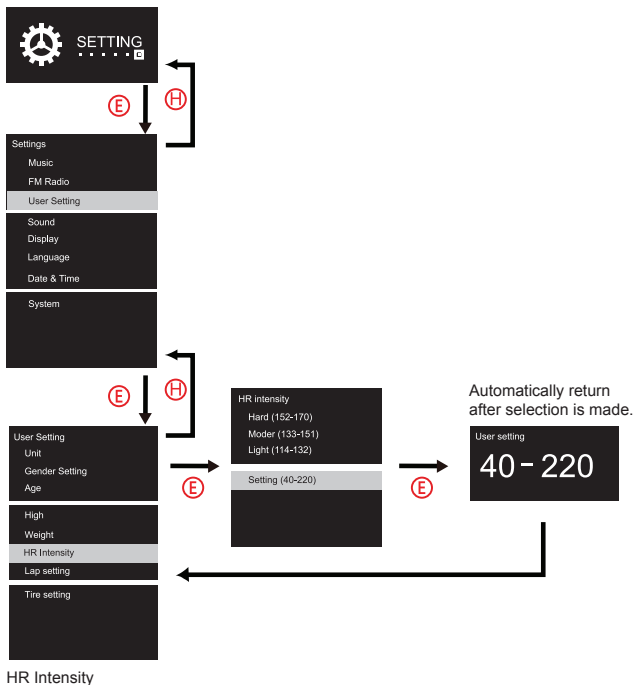 SETTING
E
H
Settings
Music
FM Radio
User Setting
Sound
Display
Language
Date & Time
System
E
H
User Setting
Unit
Gender Setting
Age
High
Weight
HR Intensity
Lap setting
Tire setting
E
HR intensity
Hard (152-170)
Moder (133-151)
Light (114-132)
Setting (40-220)
E
Automatically return
after selection is made.
User setting
40 - 220
HR Intensity